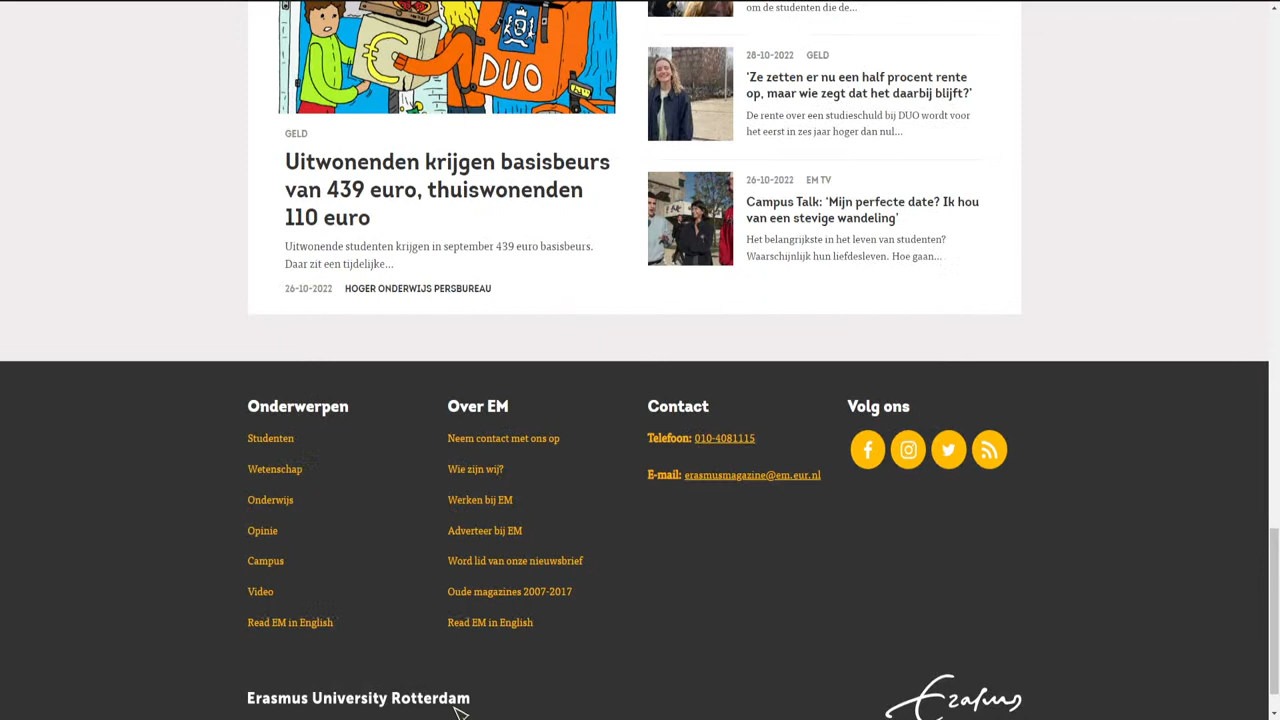 DUO
GELD
Uitwonenden krijgen basisbeurs
van 439 euro, thuiswonenden
110 euro
Uitwonende studenten krijgen in september 439 euro basisbeurs.
Daar zit een tijdelijke...
26-10-2022 HOGER ONDERWIJS PERSBUREAU
om de studenten die de...
28-10-2022 GELD
'Ze zetten er nu een half procent rente
op, maar wie zegt dat het daarbij blijft?'
De rente over een studieschuld bij DUO wordt voor
het eerst in zes jaar hoger dan nul...
26-10-2022 EM TV
Campus Talk: 'Mijn perfecte date? Ik hou
van een stevige wandeling'
Het belangrijkste in het leven van studenten?
Waarschijnlijk hun liefdesleven. Hoe gaan...
Onderwerpen
Studenten
Wetenschap
Onderwijs
Opinie
Campus
Video
Read EM in English
Over EM
Neem contact met ons op
Wie zijn wij?
Werken bij EM
Adverteer bij EM
Word lid van onze nieuwsbrief
Oude magazines 2007-2017
Read EM in English
Contact
Telefoon: 010-4081115
E-mail: erasmusmagazine@em.eur.nl
Volg ons
Erasmus University Rotterdam
Erasmus